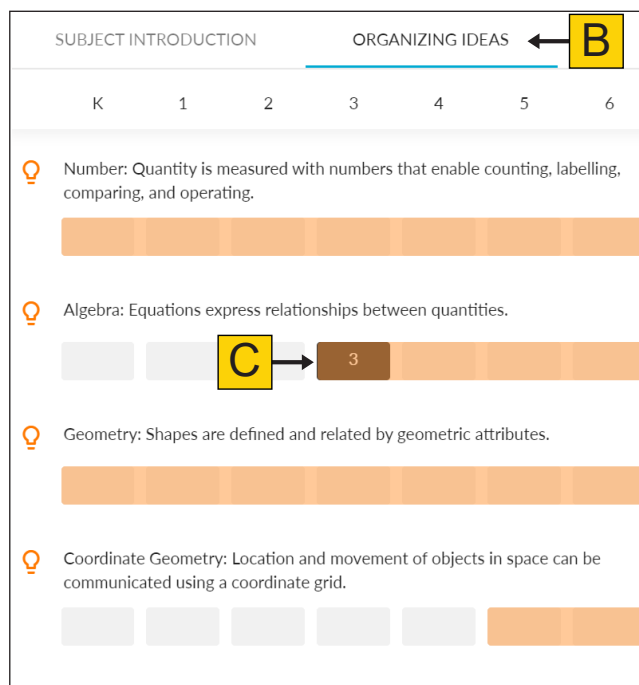 SUBJECT INTRODUCTION ORGANIZING IDEAS B
K 1 2 3 4 5 6
Number: Quantity is measured with numbers that enable counting, labelling,
comparing, and operating.
Algebra: Equations express relationships between quantities.
C 3
Geometry: Shapes are defined and related by geometric attributes.
Coordinate Geometry: Location and movement of objects in space can be
communicated using a coordinate grid.